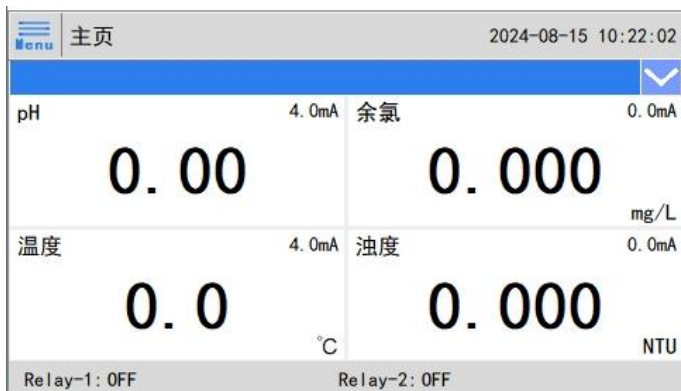 Menu 主页 2024-08-15 10:22:02
pH 4.0mA 余氯 0.0mA
0.00 0.000
mg/L
温度 4.0mA 浊度 0.0mA
0.0 0.000
℃ NTU
Relay-1:OFF Relay-2:OFF